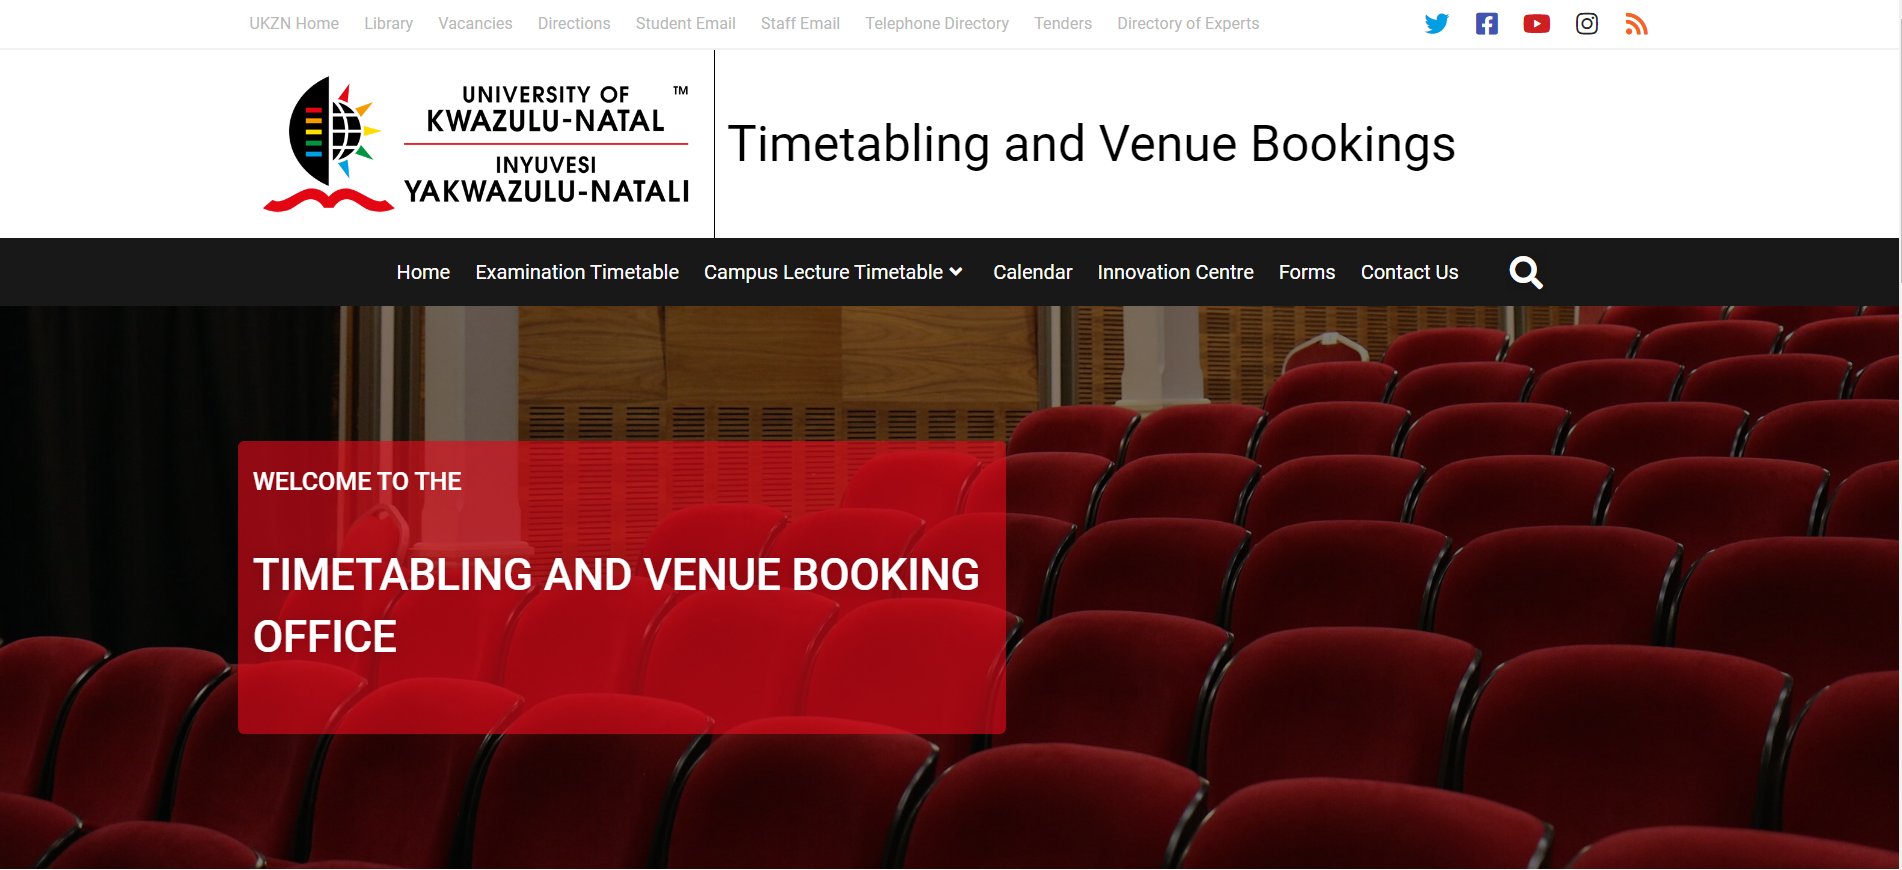 UKZN Home Library Vacancies Directions Student Email Staff Email Telephone Directory Tenders Directory of Experts
UNIVERSITY OF ™
KWAZULU-NATAL
INYUVESI
YAKWAZULU-NATALI
Timetabling and Venue Bookings
Home Examination Timetable Campus Lecture Timetable Calendar Innovation Centre Forms Contact Us
WELCOME TO THE
TIMETABLING AND VENUE BOOKING
OFFICE